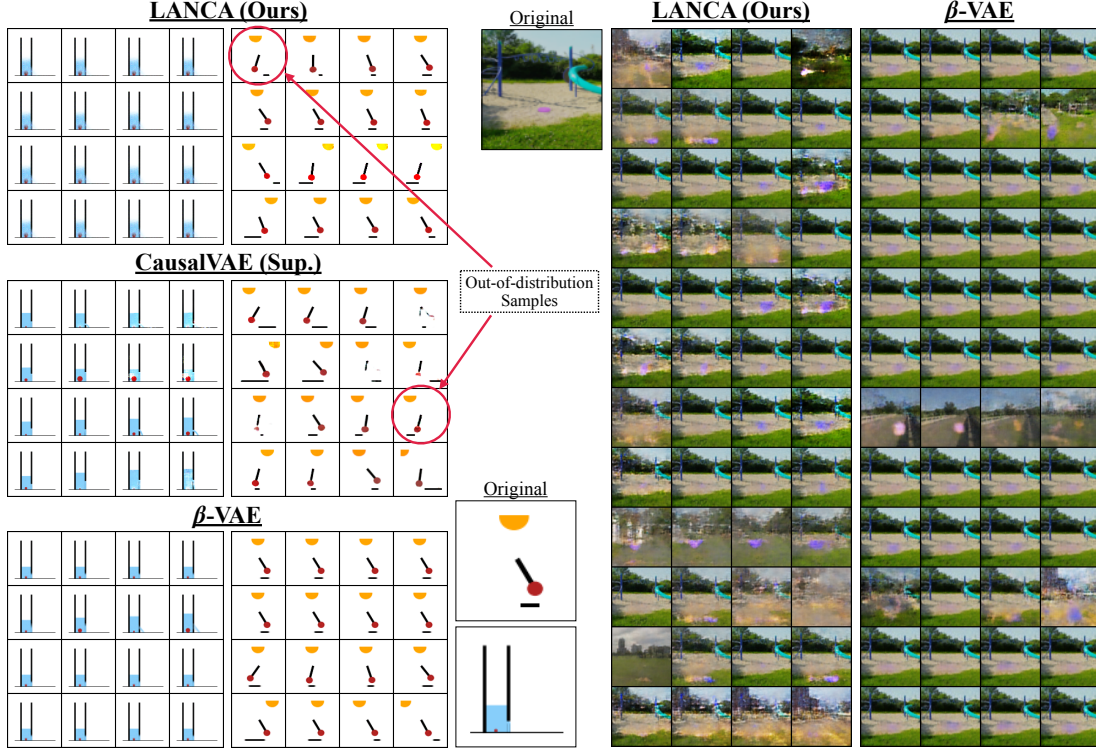 LANCA (Ours)
Original
LANCA (Ours)
β-VAE
CausalVAE (Sup.)
Out-of-distribution
Samples
Original
β-VAE